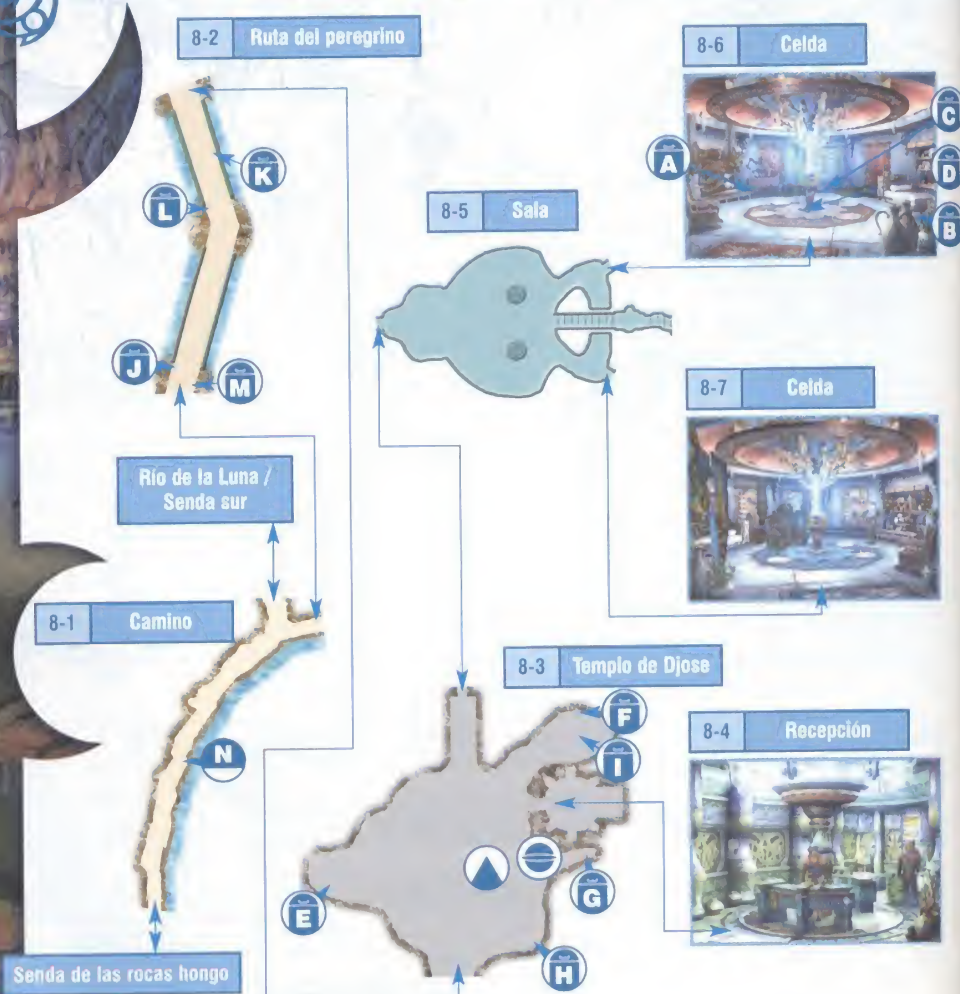 8-2 Ruta del peregrino
8-6 Celda
C
A
D
K
B
L
8-5 Sala
J
M
8-7 Celda
Río de la Luna /
Senda sur
8-1 Camino
8-3 Templo de Djose
F
8-4 Recepción
N
I
E
G
H
Senda de las rocas hongo